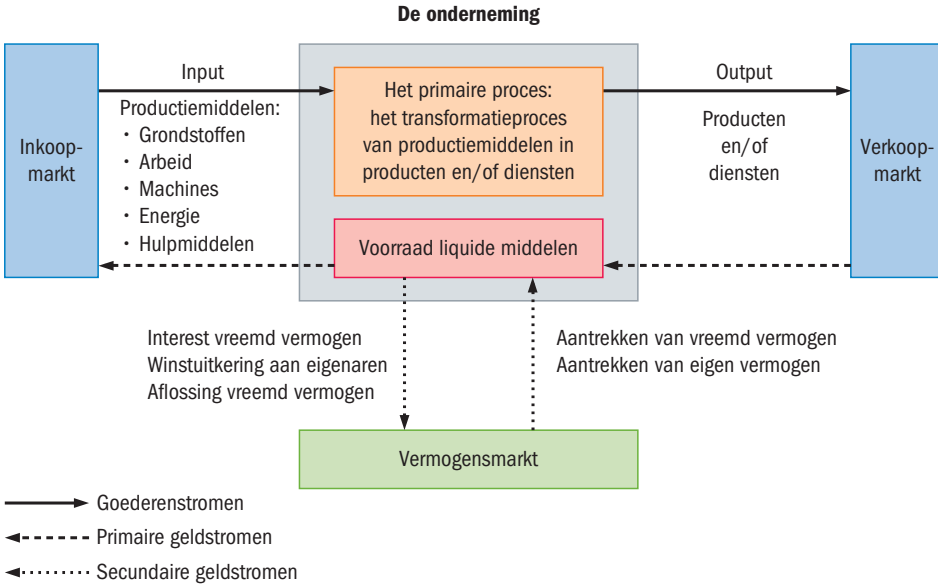 De onderneming
Input
Output
Inkoop-
markt
Productiemiddelen:
· Grondstoffen
· Arbeid
· Machines
· Energie
· Hulpmiddelen
Het primaire proces:
het transformatieproces
van productiemiddelen in
producten en/of diensten
Producten
en/of
diensten
Verkoop-
markt
Voorraad liquide middelen
Interest vreemd vermogen
Winstuitkering aan eigenaren
Aflossing vreemd vermogen
Aantrekken van vreemd vermogen
Aantrekken van eigen vermogen
Vermogensmarkt
Goederenstromen
Primaire geldstromen
Secundaire geldstromen